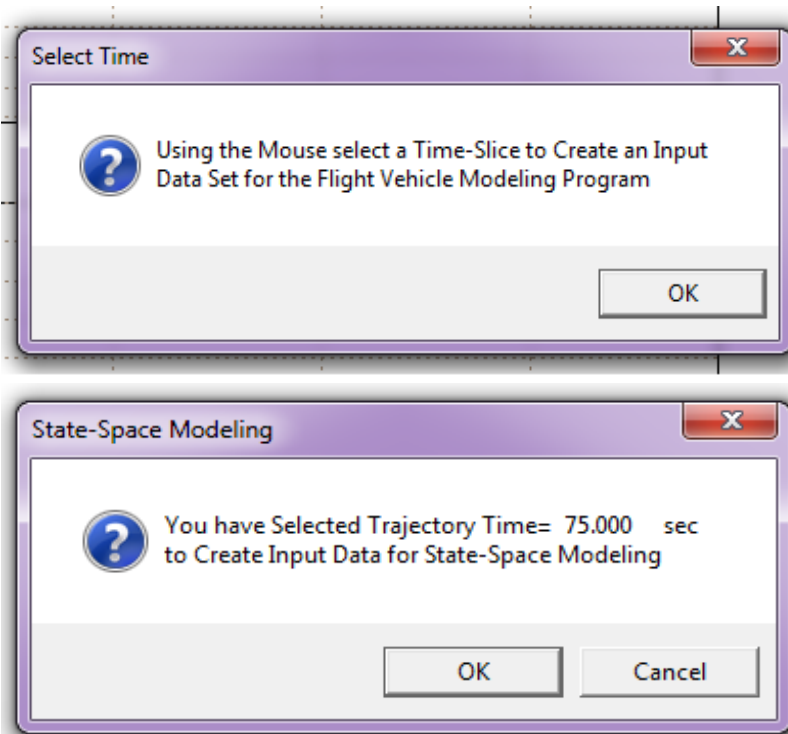 Select Time
Using the Mouse select a Time-Slice to Create an Input
Data Set for the Flight Vehicle Modeling Program
OK
State-Space Modeling
You have Selected Trajectory Time= 75.000 sec
to Create Input Data for State-Space Modeling
OK Cancel